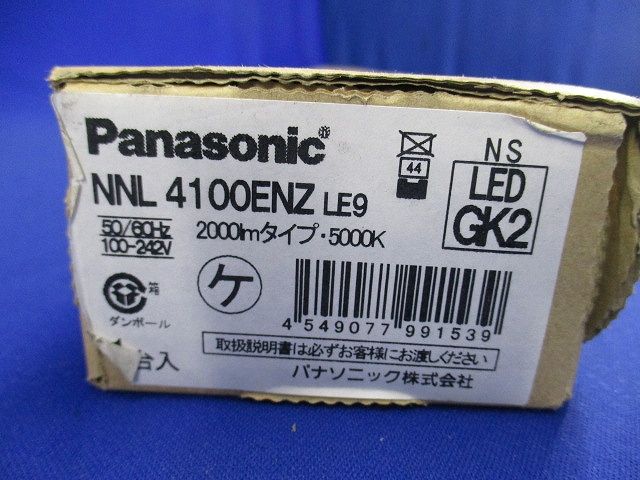 Panasonic®
NNL 4100ENZ LE9
50/60Hz
100-242V
2000lmタイプ・5000K
44
NS
LED
GK2
箱
ダンボール
ケ
4 549077 991539
取扱説明書は必ずお客様にお渡しください
台入
パナソニック株式会社